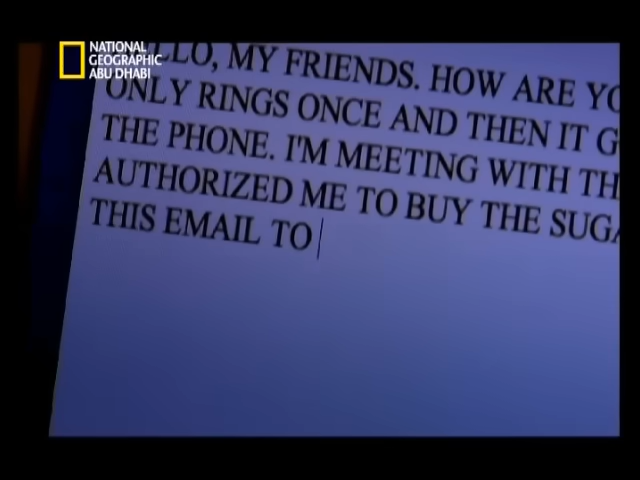 NATIONAL
GEOGRAPHIC
ABU DHABI
MY FRIENDS. HOW ARE
ONLY RINGS ONCE AND THEN IT
THE PHONE. I'M MEETING WITH
AUTHORIZED ME TO BUY THE
THIS EMAIL TO